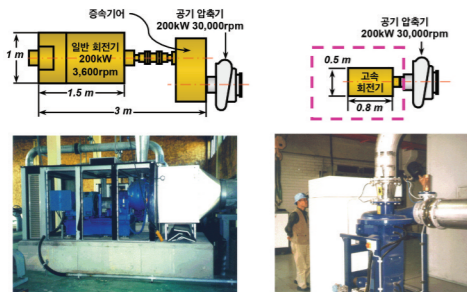 증속기어
공기 압축기
200kW 30,000rpm
1 m
일반 회전기
200kW
3,600rpm
1.5 m
3 m
공기 압축기
200kW 30,000rpm
0.5 m
고속
회전기
0.8 m